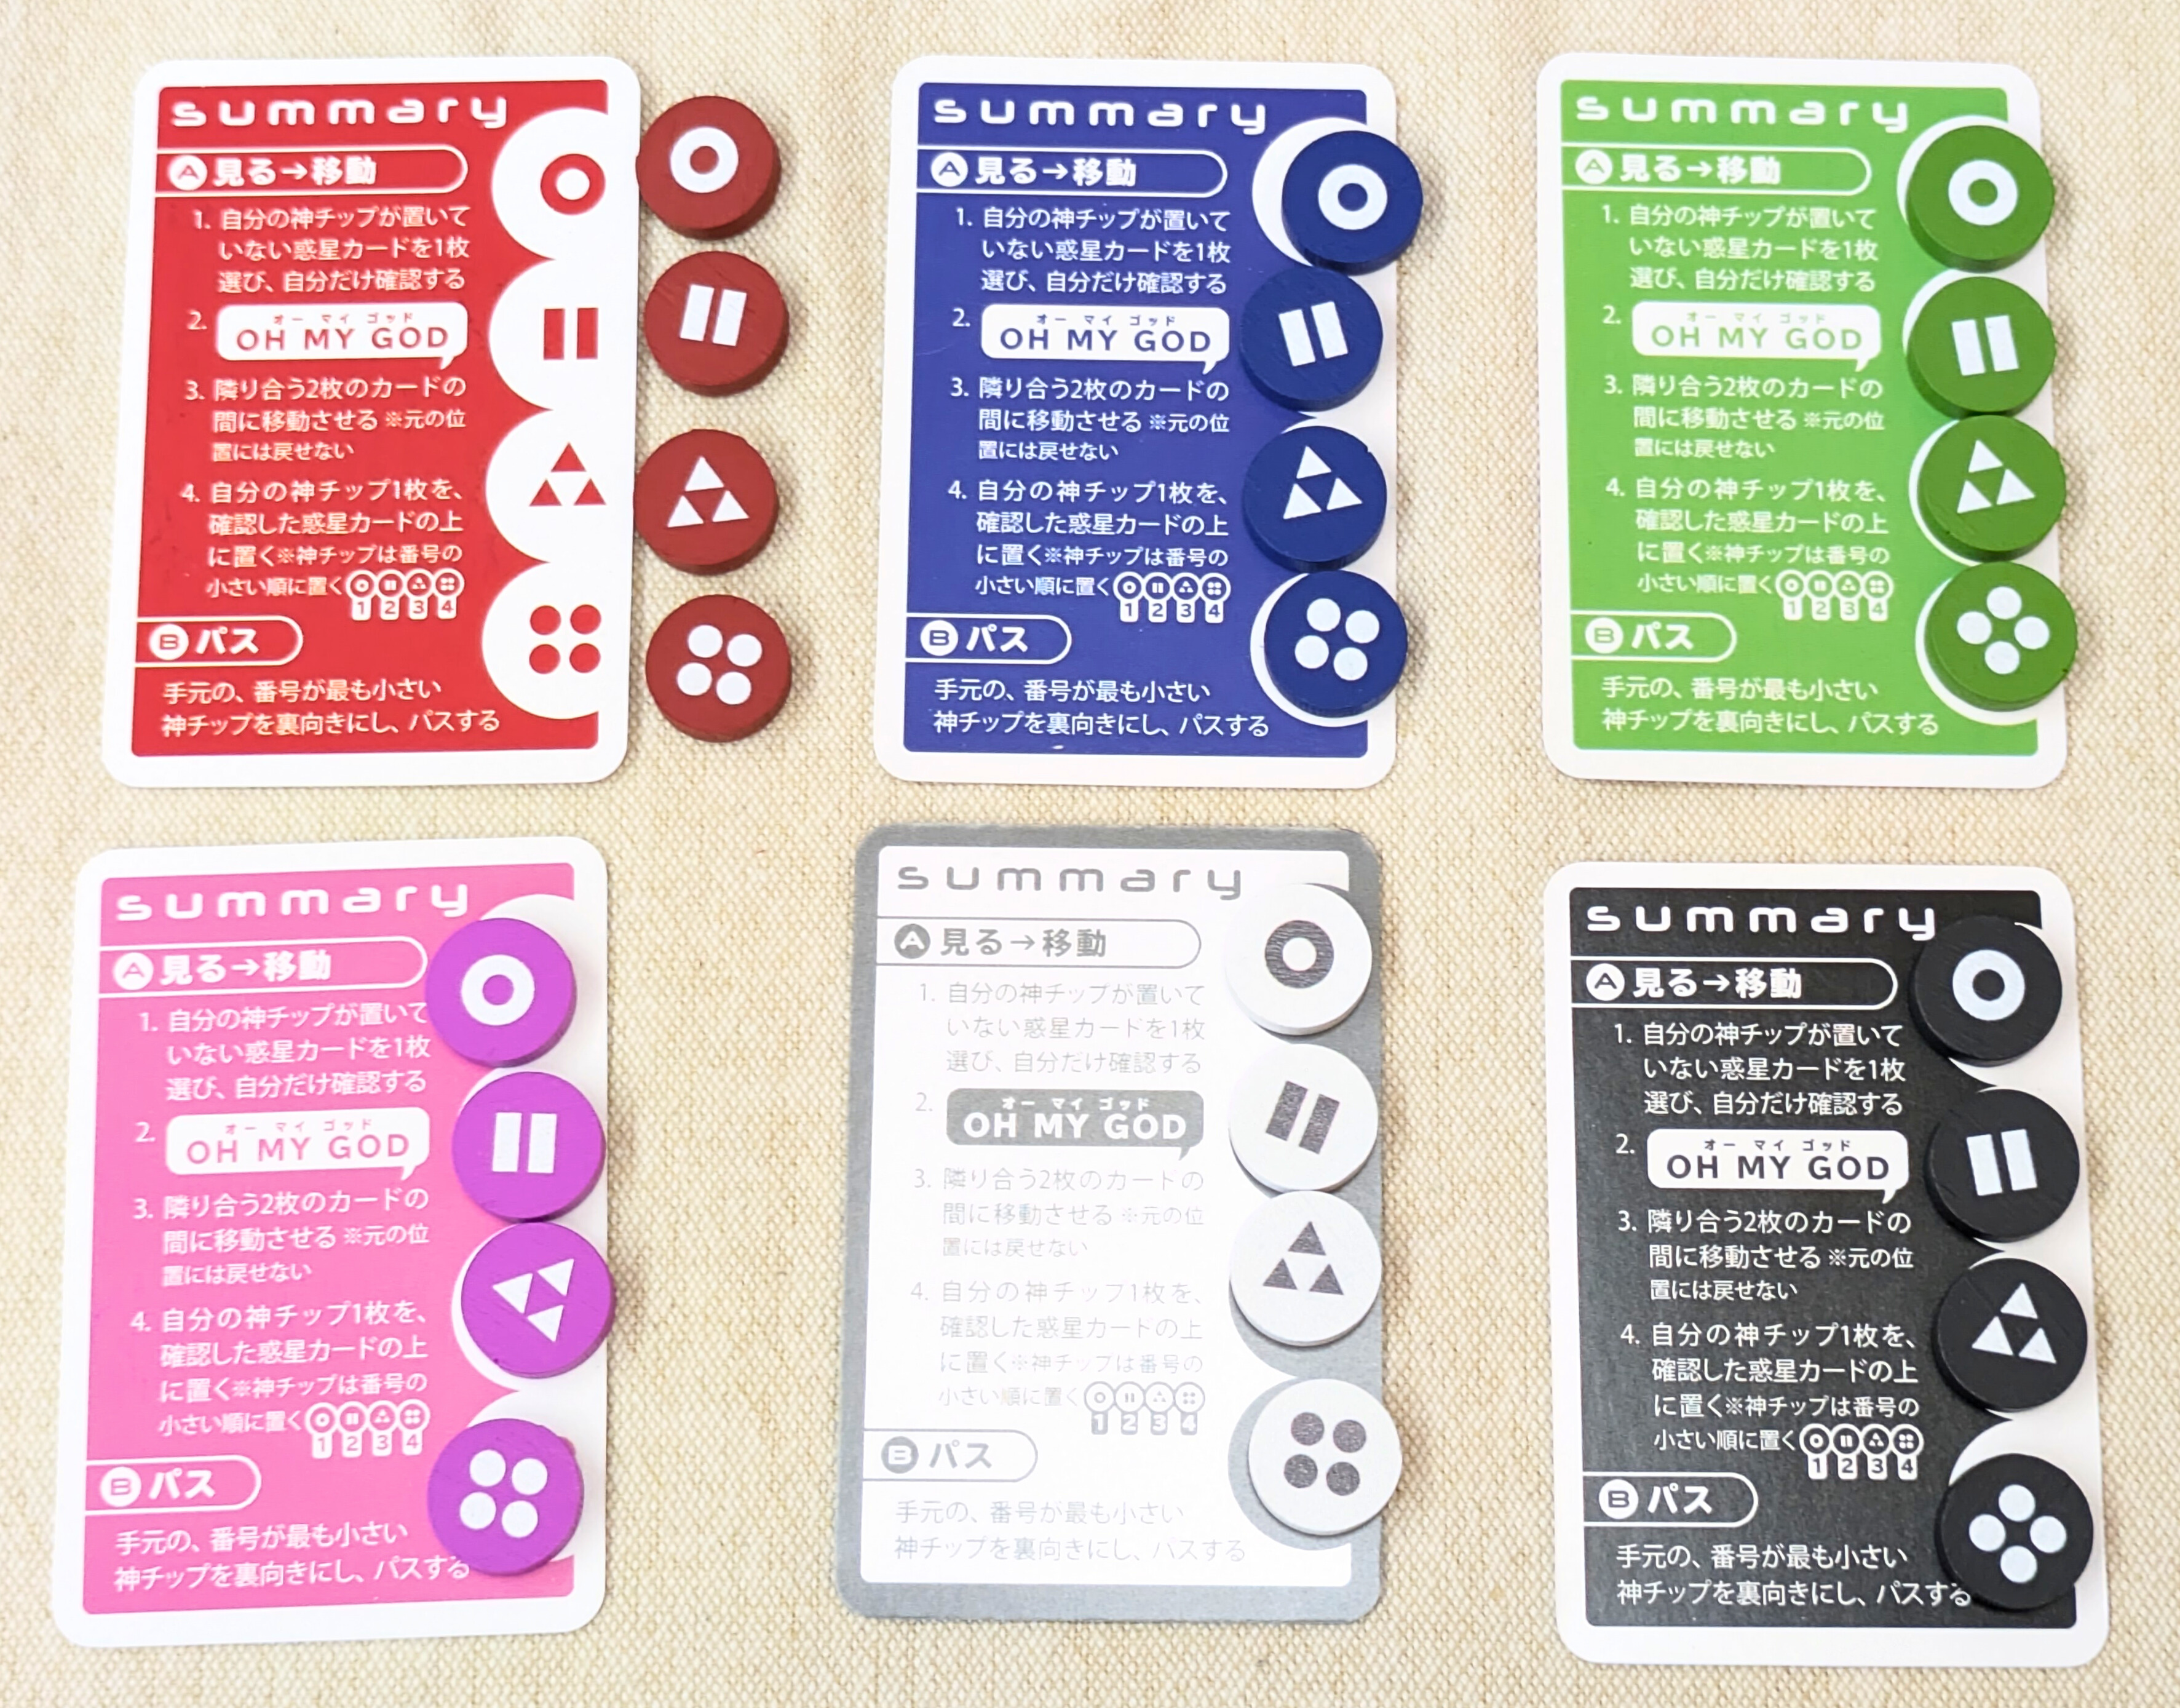 summary
A 見る→移動
1. 自分の神チップが置いて
いない惑星カードを1枚
選び、自分だけ確認する
オー マイ ゴッド
2. OH MY GOD
3. 隣り合う2枚のカードの
間に移動させる ※元の位
置には戻せない
4. 自分の神チップ1枚を、
確認した惑星カードの上
に置く※神チップは番号の
小さい順に置く
1 2 3 4
B パス
手元の、番号が最も小さい
神チップを裏向きにし、パスする
summary
A 見る→移動
1. 自分の神チップが置いて
いない惑星カードを1枚
選び、自分だけ確認する
オー マイ ゴッド
2. OH MY GOD
3. 隣り合う2枚のカードの
間に移動させる ※元の位
置には戻せない
4. 自分の神チップ1枚を、
確認した惑星カードの上
に置く※神チップは番号の
小さい順に置く
1 2 3 4
B パス
手元の、番号が最も小さい
神チップを裏向きにし、パスする
summary
A 見る→移動
1. 自分の神チップが置いて
いない惑星カードを1枚
選び、自分だけ確認する
オー マイ ゴッド
2. OH MY GOD
3. 隣り合う2枚のカードの
間に移動させる ※元の位
置には戻せない
4. 自分の神チップ1枚を、
確認した惑星カードの上
に置く※神チップは番号の
小さい順に置く
1 2 3 4
B パス
手元の、番号が最も小さい
神チップを裏向きにし、パスする
summary
A 見る→移動
1. 自分の神チップが置いて
いない惑星カードを1枚
選び、自分だけ確認する
オー マイ ゴッド
2. OH MY GOD
3. 隣り合う2枚のカードの
間に移動させる ※元の位
置には戻せない
4. 自分の神チップ1枚を、
確認した惑星カードの上
に置く※神チップは番号の
小さい順に置く
1 2 3 4
B パス
手元の、番号が最も小さい
神チップを裏向きにし、パスする
summary
A 見る→移動
1. 自分の神チップが置いて
いない惑星カードを1枚
選び、自分だけ確認する
オー マイ ゴッド
2. OH MY GOD
3. 隣り合う2枚のカードの
間に移動させる ※元の位
置には戻せない
4. 自分の神チップ1枚を、
確認した惑星カードの上
に置く※神チップは番号の
小さい順に置く
1 2 3 4
B パス
手元の、番号が最も小さい
神チップを裏向きにし、パスする
summary
A 見る→移動
1. 自分の神チップが置いて
いない惑星カードを1枚
選び、自分だけ確認する
オー マイ ゴッド
2. OH MY GOD
3. 隣り合う2枚のカードの
間に移動させる ※元の位
置には戻せない
4. 自分の神チップ1枚を、
確認した惑星カードの上
に置く※神チップは番号の
小さい順に置く
1 2 3 4
B パス
手元の、番号が最も小さい
神チップを裏向きにし、パスする